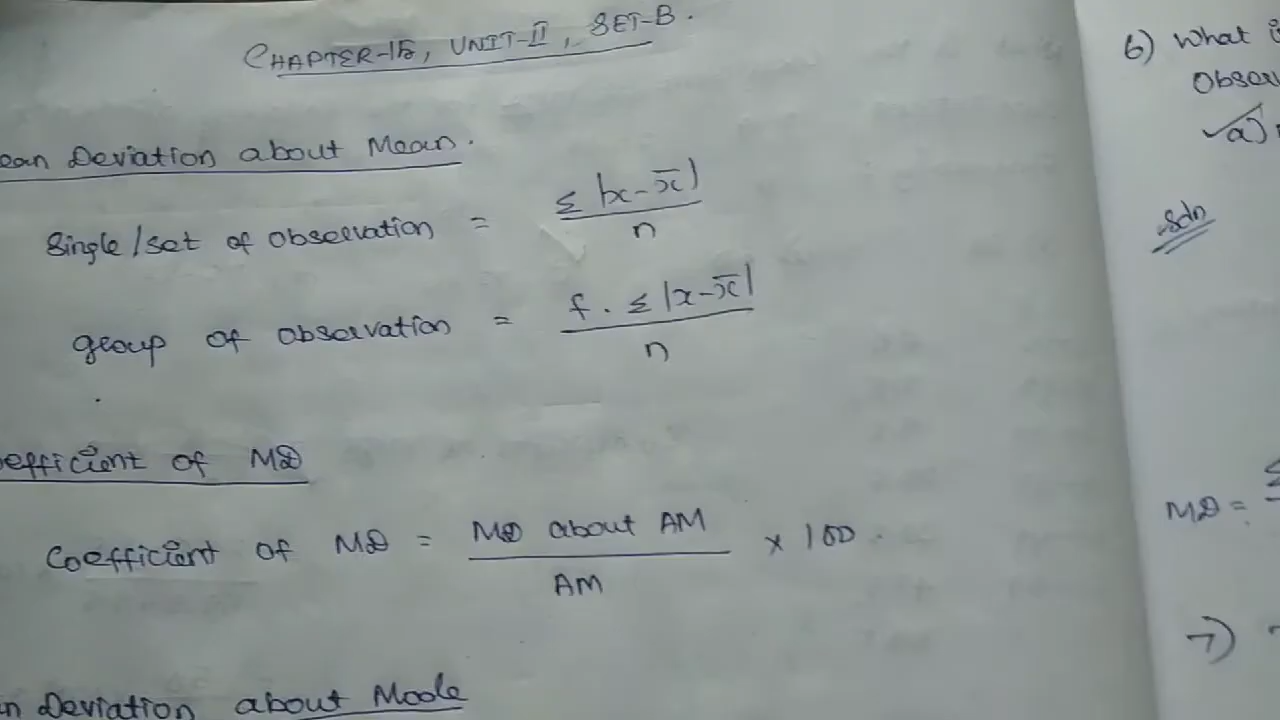 CHAPTER-15, UNIT-II, SET-B.
ean Deviation about Mean.
Single/set of observation = Σ |x-x̄| / n
group of observation = f. Σ |x-x̄| / n
efficient of MD
Coefficient of MD = MD about AM / AM × 100.
n Deviation about Mode
6) What i
Obser
a)
Soln
MD = Σ
7)